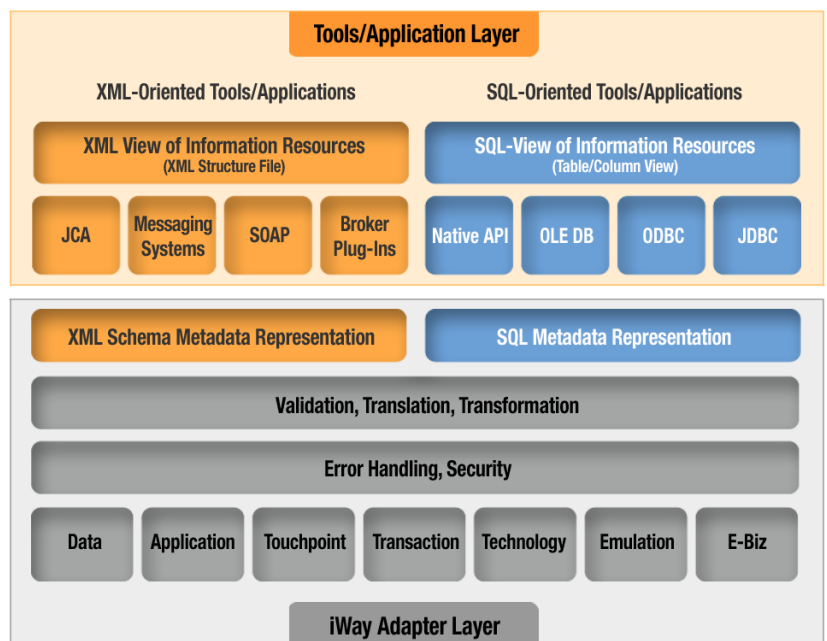 Tools/Application Layer
XML-Oriented Tools/Applications
SQL-Oriented Tools/Applications
XML View of Information Resources
(XML Structure File)
SQL-View of Information Resources
(Table/Column View)
JCA
Messaging
Systems
SOAP
Broker
Plug-Ins
Native API
OLE DB
ODBC
JDBC
XML Schema Metadata Representation
SQL Metadata Representation
Validation, Translation, Transformation
Error Handling, Security
Data
Application
Touchpoint
Transaction
Technology
Emulation
E-Biz
iWay Adapter Layer